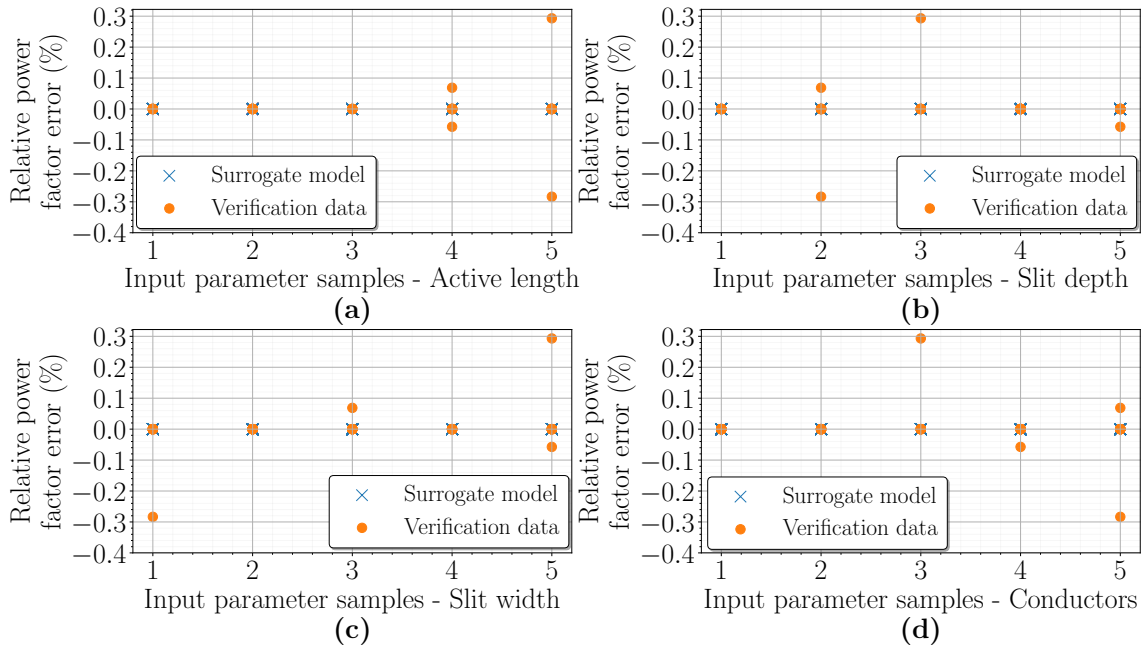 Relative power
factor error (%)
0.3
0.2
0.1
0.0
−0.1
−0.2
−0.3
−0.4
Surrogate model
Verification data
1 2 3 4 5
Input parameter samples - Active length
(a)
Relative power
factor error (%)
0.3
0.2
0.1
0.0
−0.1
−0.2
−0.3
−0.4
Surrogate model
Verification data
1 2 3 4 5
Input parameter samples - Slit depth
(b)
Relative power
factor error (%)
0.3
0.2
0.1
0.0
−0.1
−0.2
−0.3
−0.4
Surrogate model
Verification data
1 2 3 4 5
Input parameter samples - Slit width
(c)
Relative power
factor error (%)
0.3
0.2
0.1
0.0
−0.1
−0.2
−0.3
−0.4
Surrogate model
Verification data
1 2 3 4 5
Input parameter samples - Conductors
(d)